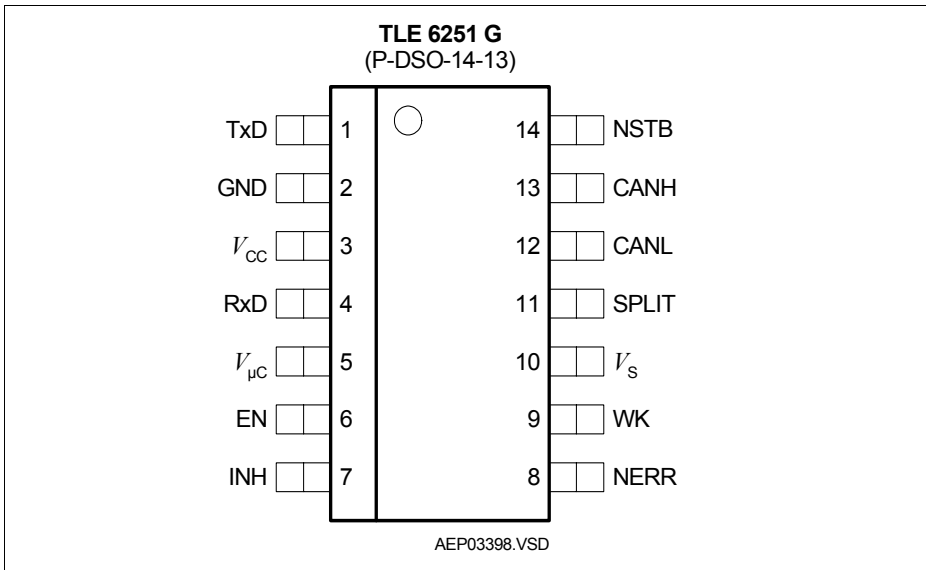 TLE 6251 G
(P-DSO-14-13)
TxD 1 14 NSTB
GND 2 13 CANH
VCC 3 12 CANL
RxD 4 11 SPLIT
VµC 5 10 VS
EN 6 9 WK
INH 7 8 NERR
AEP03398.VSD